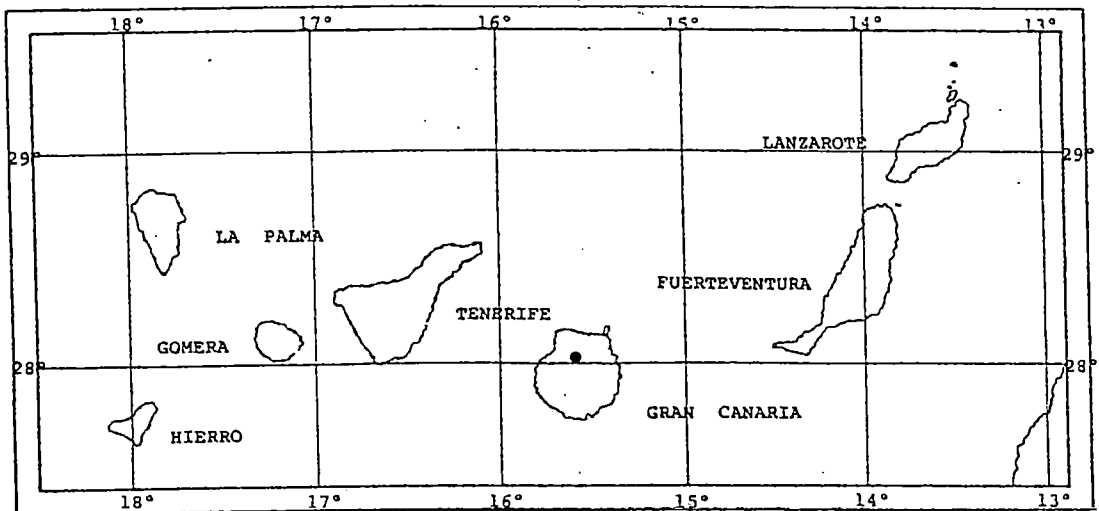 18° 17° 16° 15° 14° 13°
LANZAROTE
29° 29°
LA PALMA
FUERTEVENTURA
TENERIFE
GOMERA
28° 28°
GRAN CANARIA
HIERRO
18° 17° 16° 15° 14° 13°